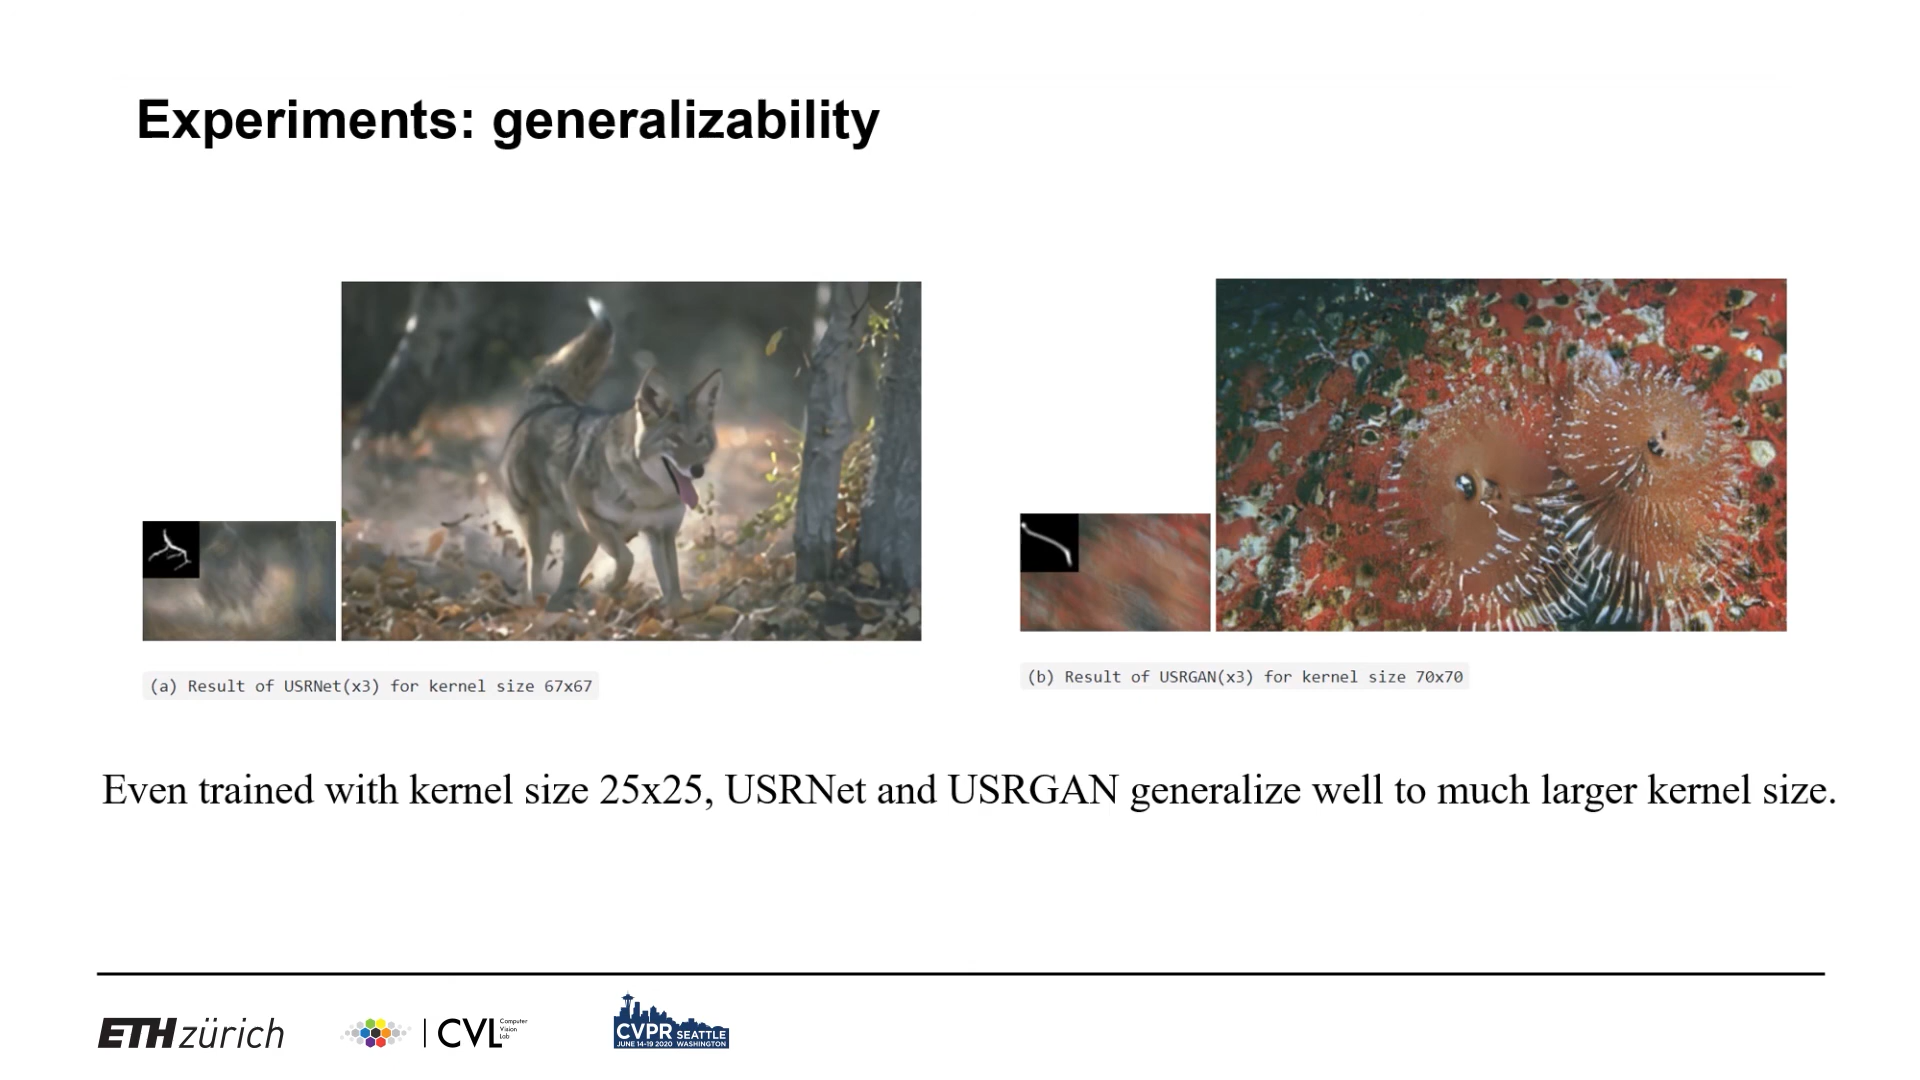 Experiments: generalizability
(a) Result of USRNet(x3) for kernel size 67x67
(b) Result of USRGAN(x3) for kernel size 70x70
Even trained with kernel size 25x25, USRNet and USRGAN generalize well to much larger kernel size.
ETH zürich
CVL Computer Vision Lab
CVPR SEATTLE
JUNE 14-19 2020 WASHINGTON